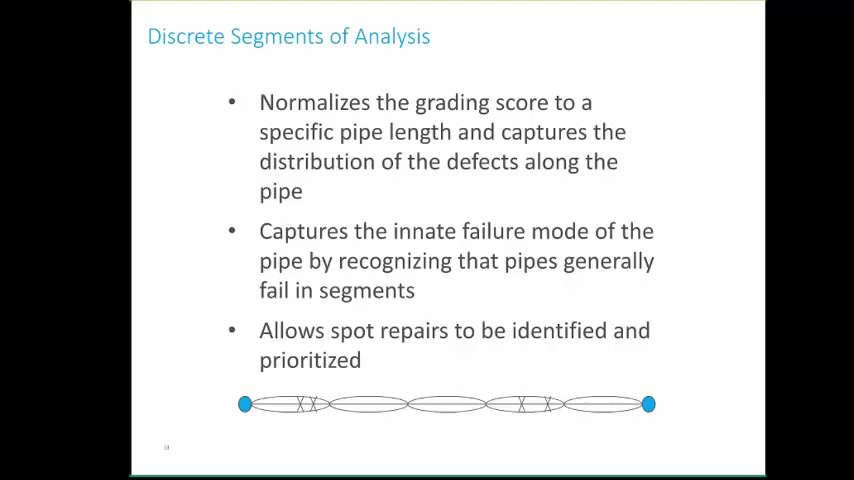 Discrete Segments of Analysis
• Normalizes the grading score to a
specific pipe length and captures the
distribution of the defects along the
pipe
• Captures the innate failure mode of the
pipe by recognizing that pipes generally
fail in segments
• Allows spot repairs to be identified and
prioritized